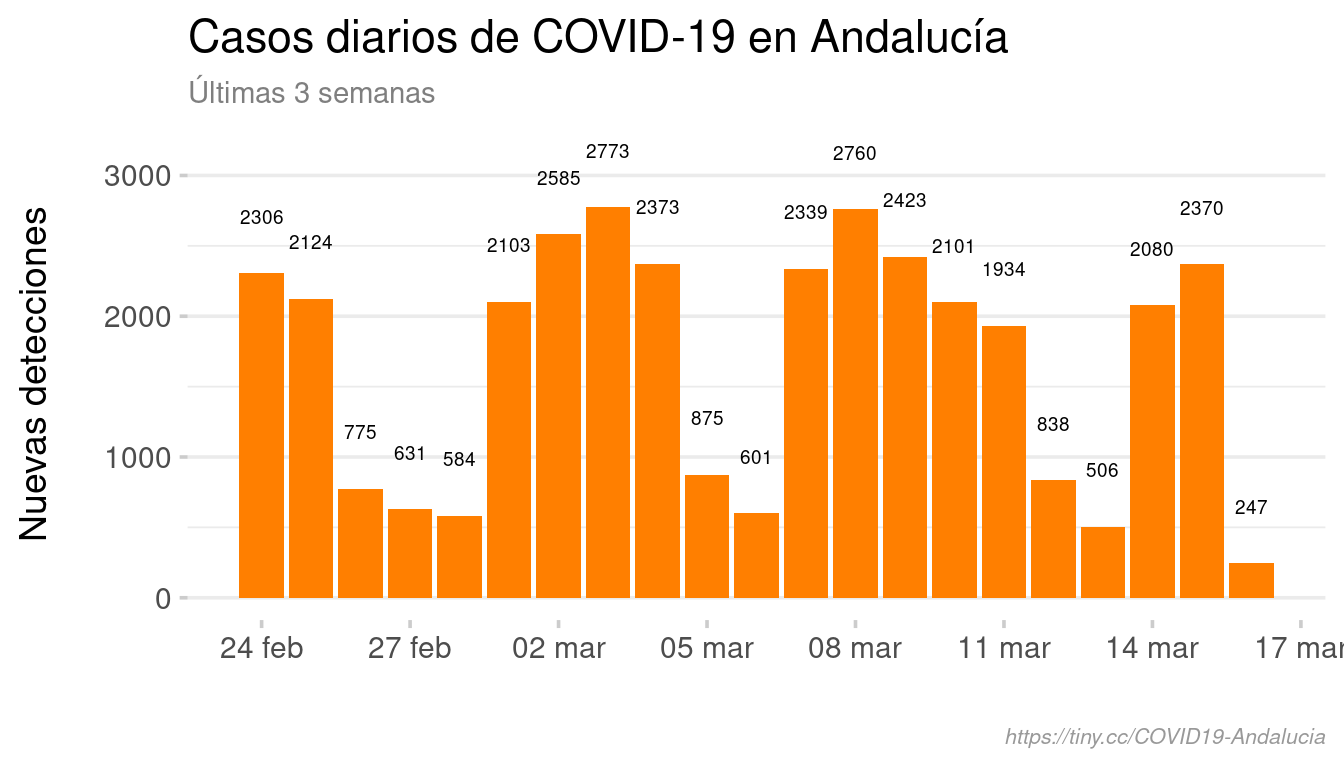 Casos diarios de COVID-19 en Andalucía
Últimas 3 semanas
Nuevas detecciones
3000
2000
1000
0
2306
2124
775
631
584
2103
2585
2773
2373
875
601
2339
2760
2423
2101
1934
838
506
2080
2370
247
24 feb
27 feb
02 mar
05 mar
08 mar
11 mar
14 mar
17 mar
https://tiny.cc/COVID19-Andalucia